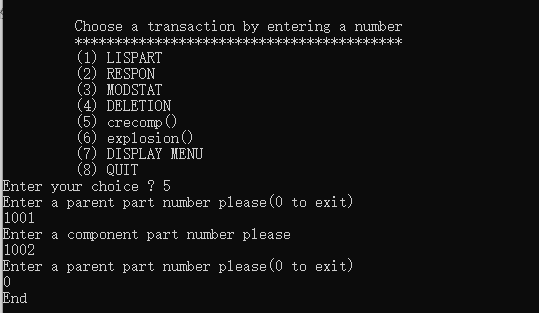 Choose a transaction by entering a number
*****************************************
(1) LISPART
(2) RESPON
(3) MODSTAT
(4) DELETION
(5) crecomp()
(6) explosion()
(7) DISPLAY MENU
(8) QUIT
Enter your choice ? 5
Enter a parent part number please(0 to exit)
1001
Enter a component part number please
1002
Enter a parent part number please(0 to exit)
0
End